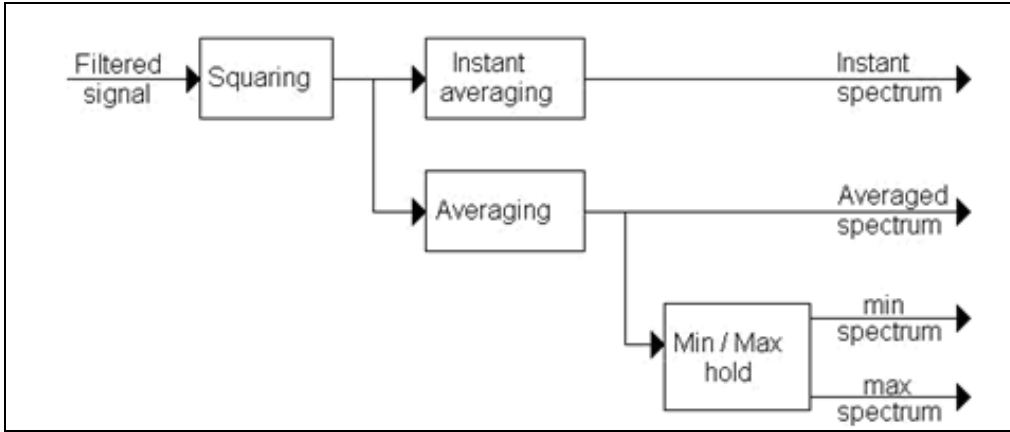 Filtered
signal
Squaring
Instant
averaging
Instant
spectrum
Averaging
Averaged
spectrum
Min / Max
hold
min
spectrum
max
spectrum